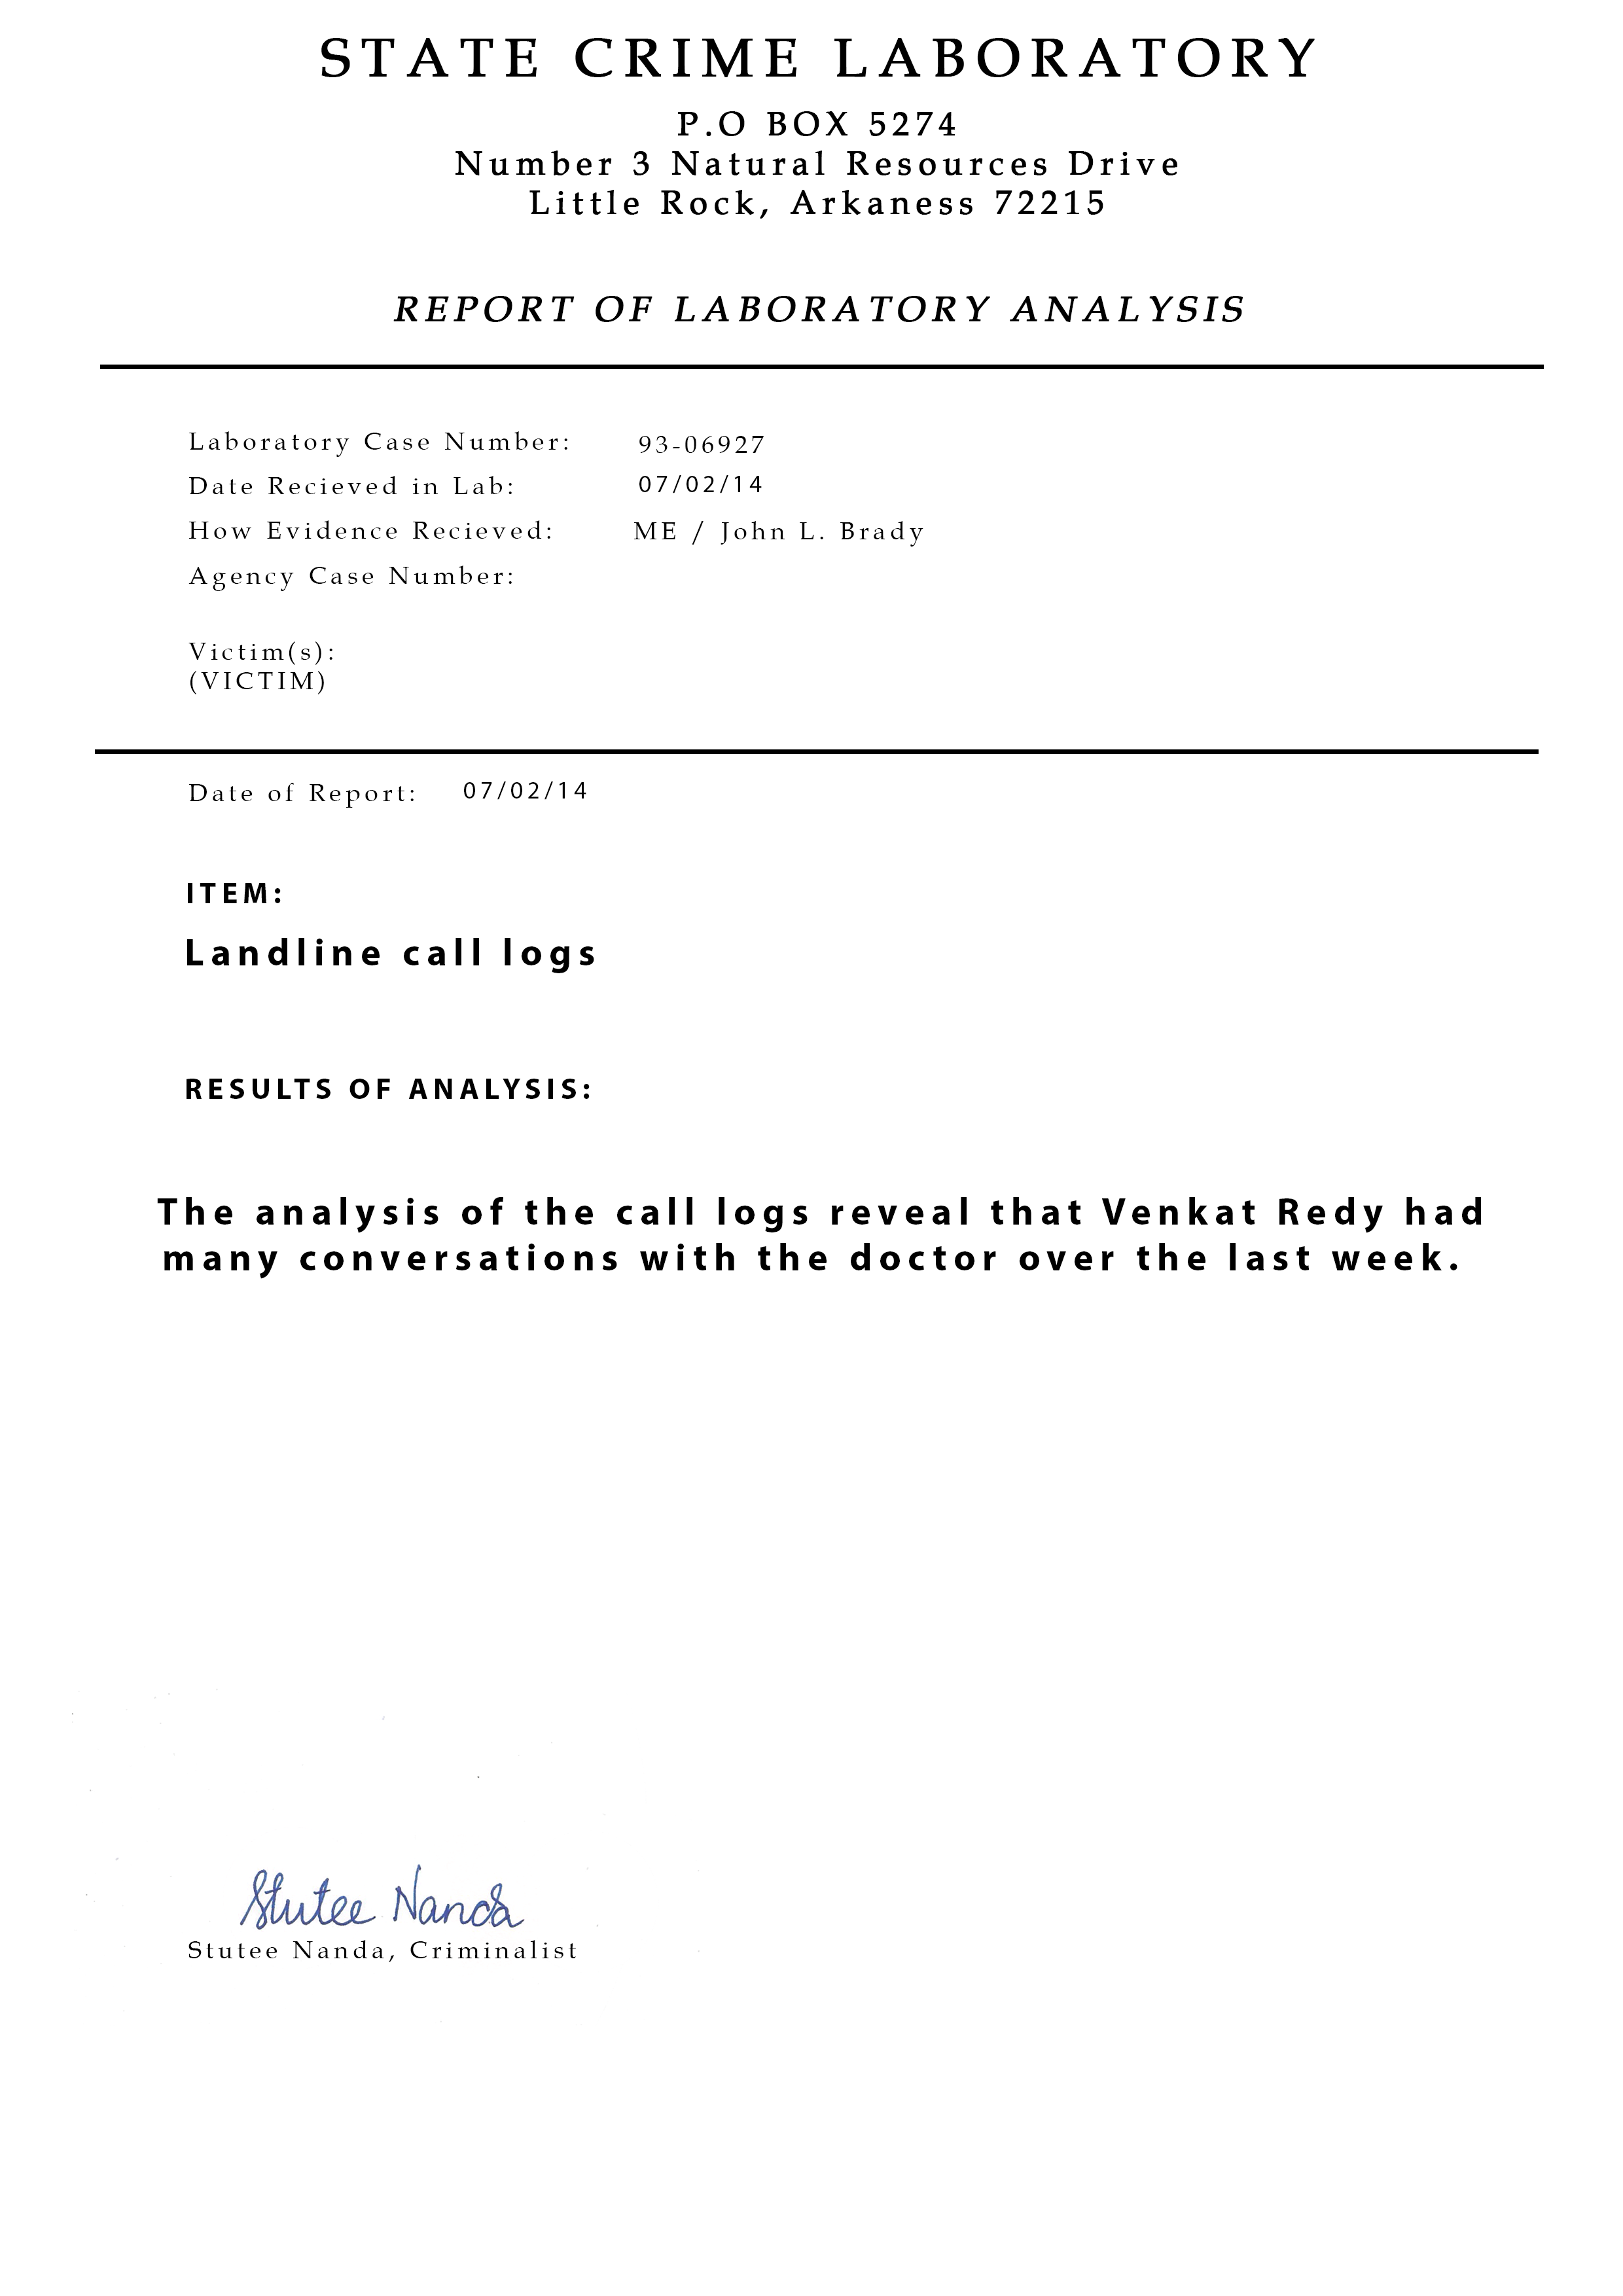 STATE CRIME LABORATORY
P.O BOX 5274
Number 3 Natural Resources Drive
Little Rock, Arkaness 72215
REPORT OF LABORATORY ANALYSIS
Laboratory Case Number: 93-06927
Date Recieved in Lab: 07/02/14
How Evidence Recieved: ME / John L. Brady
Agency Case Number:
Victim(s):
(VICTIM)
Date of Report: 07/02/14
ITEM:
Landline call logs
RESULTS OF ANALYSIS:
The analysis of the call logs reveal that Venkat Redy had
many conversations with the doctor over the last week.
Stutee Nanda
Stutee Nanda, Criminalist